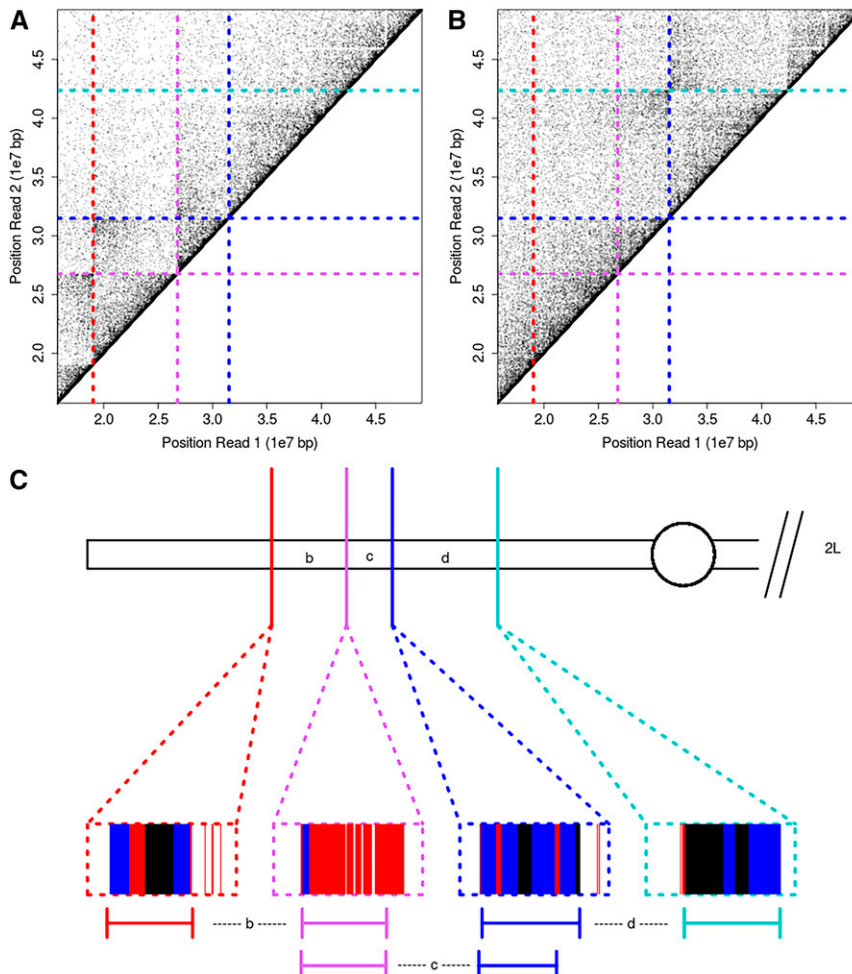 A
B
4.5
4.0
3.5
3.0
2.5
2.0
Position Read 2 (1e7 bp)
2.0 2.5 3.0 3.5 4.0 4.5
Position Read 1 (1e7 bp)
4.5
4.0
3.5
3.0
2.5
2.0
Position Read 2 (1e7 bp)
2.0 2.5 3.0 3.5 4.0 4.5
Position Read 1 (1e7 bp)
C
b c d
2L
b d
c